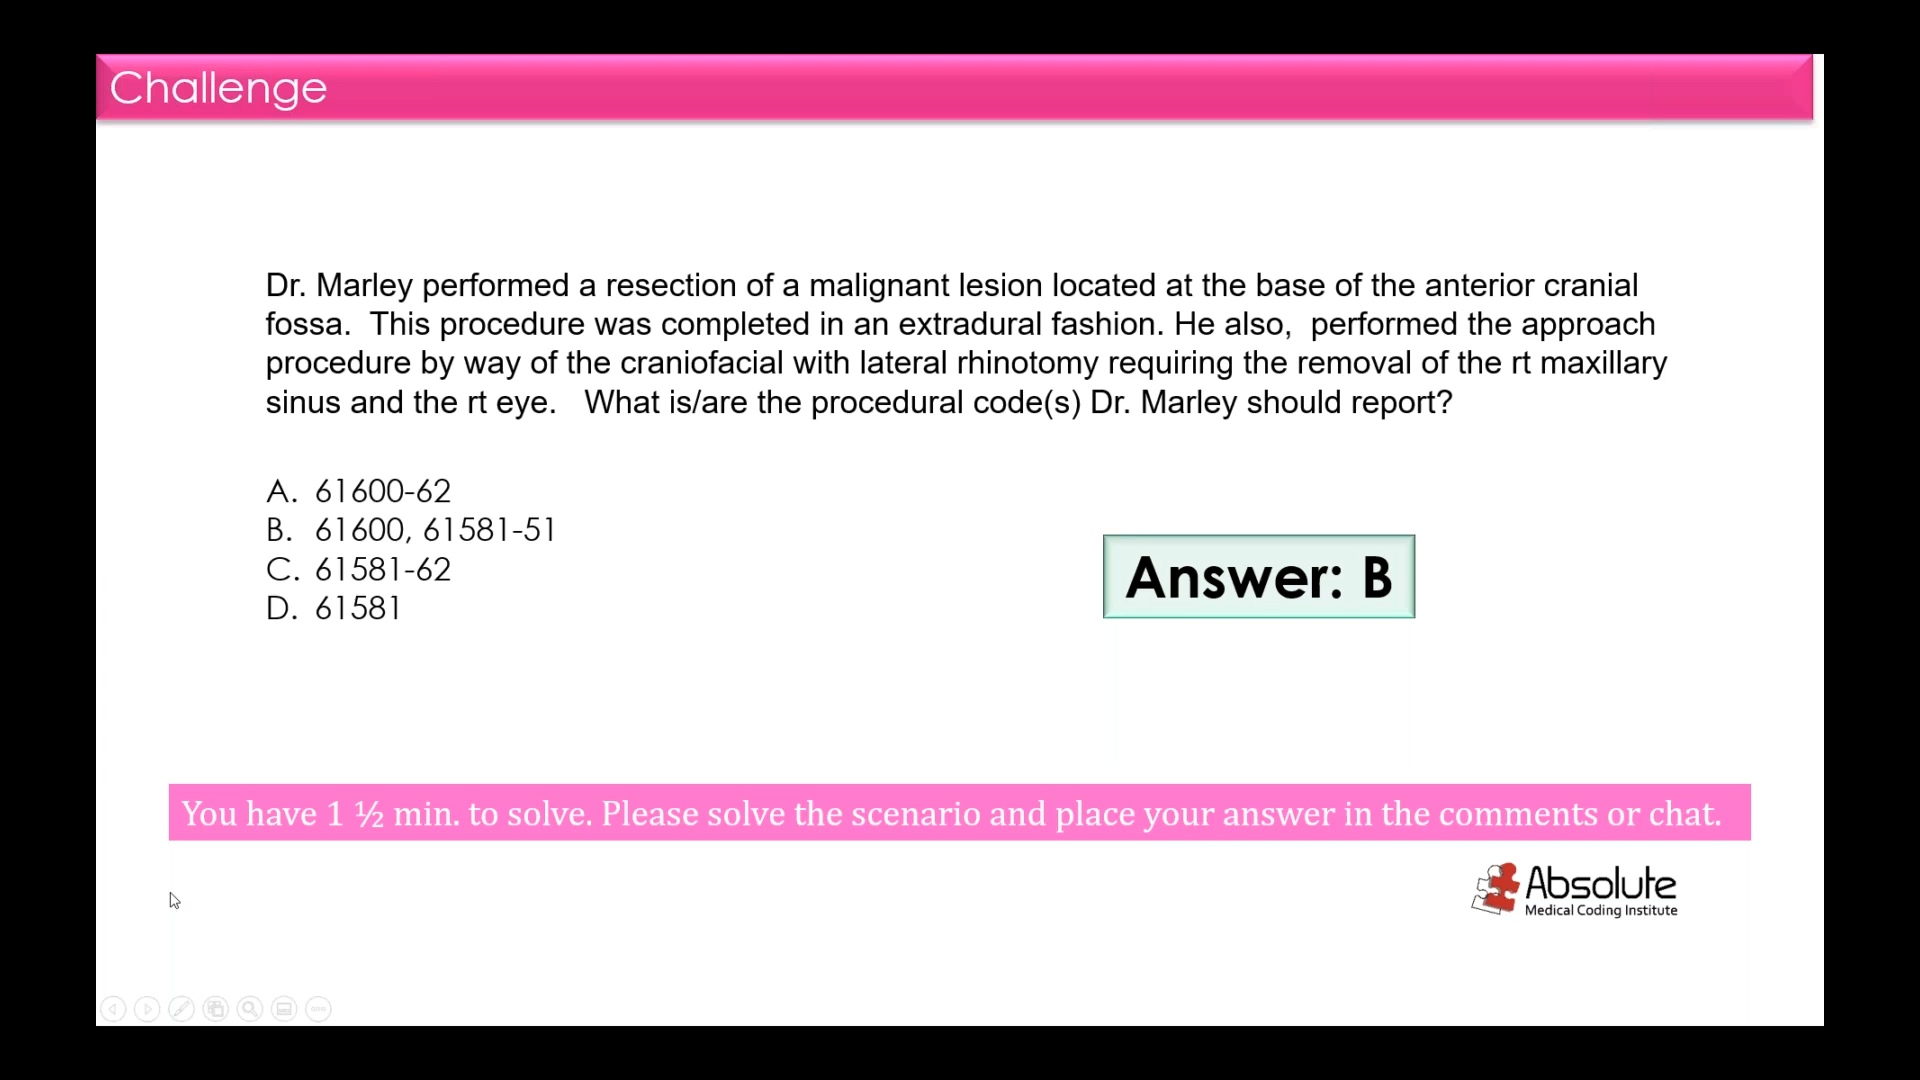 Challenge
Dr. Marley performed a resection of a malignant lesion located at the base of the anterior cranial
fossa.  This procedure was completed in an extradural fashion. He also,  performed the approach
procedure by way of the craniofacial with lateral rhinotomy requiring the removal of the rt maxillary
sinus and the rt eye.   What is/are the procedural code(s) Dr. Marley should report?
A. 61600-62
B. 61600, 61581-51
C. 61581-62
D. 61581
Answer: B
You have 1 ½ min. to solve. Please solve the scenario and place your answer in the comments or chat.
Absolute
Medical Coding Institute